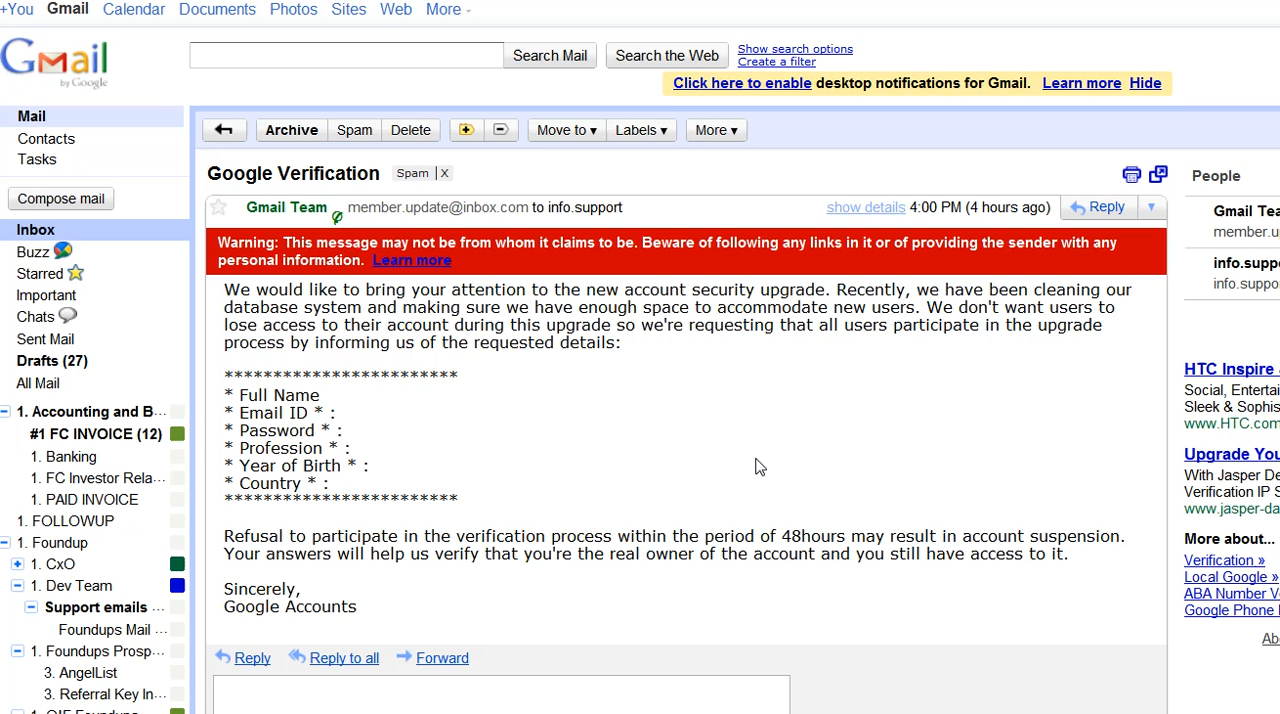 +You Gmail Calendar Documents Photos Sites Web More
Gmail
by Google
Search Mail
Search the Web
Show search options
Create a filter
Click here to enable desktop notifications for Gmail. Learn more Hide
Mail
Contacts
Tasks
Compose mail
Inbox
Buzz
Starred
Important
Chats
Sent Mail
Drafts (27)
All Mail
1. Accounting and B...
#1 FC INVOICE (12)
1. Banking
1. FC Investor Rela...
1. PAID INVOICE
1. FOLLOWUP
1. Foundup
1. CxO
1. Dev Team
Support emails ...
Foundups Mail ...
1. Foundups Prosp...
3. AngelList
3. Referral Key In...
Archive Spam Delete Move to ▾ Labels ▾ More ▾
Google Verification Spam | X
Gmail Team member.update@inbox.com to info.support show details 4:00 PM (4 hours ago) Reply
Warning: This message may not be from whom it claims to be. Beware of following any links in it or of providing the sender with any
personal information. Learn more
We would like to bring your attention to the new account security upgrade. Recently, we have been cleaning our
database system and making sure we have enough space to accommodate new users. We don't want users to
lose access to their account during this upgrade so we're requesting that all users participate in the upgrade
process by informing us of the requested details:
************************
* Full Name
* Email ID * :
* Password * :
* Profession * :
* Year of Birth * :
* Country * :
************************
Refusal to participate in the verification process within the period of 48hours may result in account suspension.
Your answers will help us verify that you're the real owner of the account and you still have access to it.
Sincerely,
Google Accounts
Reply Reply to all Forward
People
Gmail Tea
member.u
info.suppo
info.suppor
HTC Inspire
Social, Entertai
Sleek & Sophis
www.HTC.com
Upgrade You
With Jasper De
Verification IP S
www.jasper-da
More about...
Verification »
Local Google »
ABA Number V
Google Phone
Ab